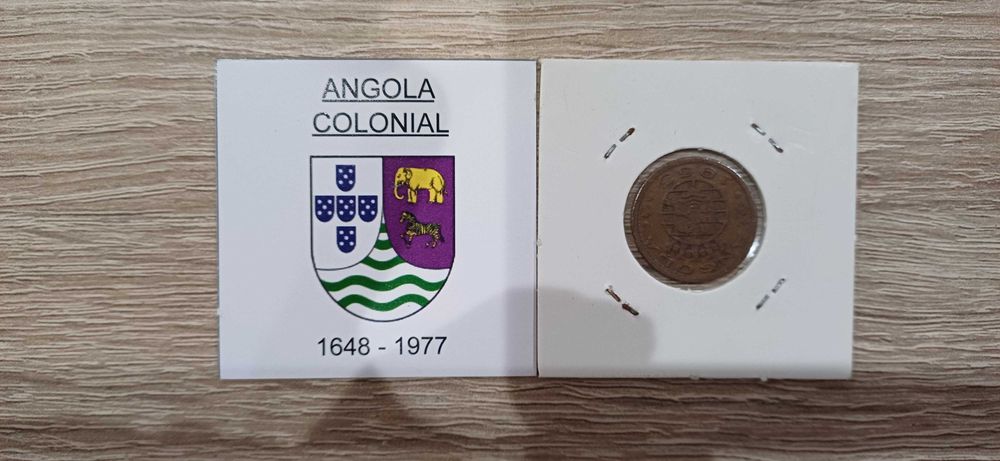 ANGOLA
COLONIAL
1648 - 1977